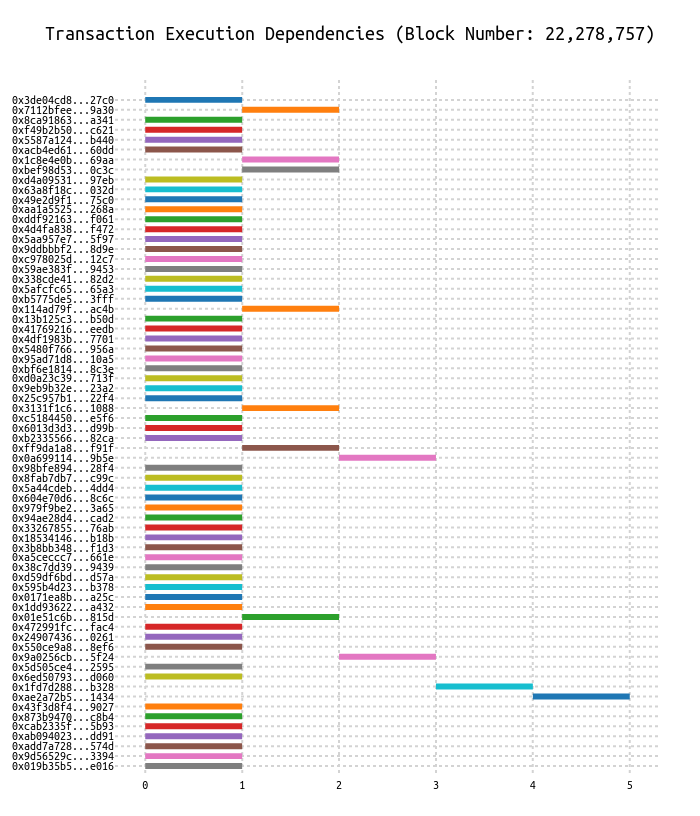 Transaction Execution Dependencies (Block Number: 22,278,757)
0x3de04cd8...27c0
0x7112bfee...9a30
0x8ca91863...a341
0xf49b2b50...c621
0x5587a124...b440
0xacb4ed61...60dd
0x1c8e4e0b...69aa
0xbef98d53...0c3c
0xd4a09531...97eb
0x63a8f18c...032d
0x49e2d9f1...75c0
0xaa1a5525...268a
0xddf92163...f061
0x4d4fa838...f472
0x5aa957e7...5f97
0x9ddbbbf2...8d9e
0xc978025d...12c7
0x59ae383f...9453
0x338cde41...82d2
0x5afcfc65...65a3
0xb5775de5...3fff
0x114ad79f...ac4b
0x13b125c3...b50d
0x41769216...eedb
0x4df1983b...7701
0x5480f766...956a
0x95ad71d8...10a5
0xbf6e1814...8c3e
0xd0a23c39...713f
0x9eb9b32e...23a2
0x25c957b1...22f4
0x3131f1c6...1088
0xc5184450...e5f6
0x6013d3d3...d99b
0xb2335566...82ca
0xff9da1a8...f91f
0x0a699114...9b5e
0x98bfe894...28f4
0x8fab7db7...c99c
0x5a44cdeb...4dd4
0x604e70d6...8c6c
0x979f9be2...3a65
0x94ae28d4...cad2
0x33267855...76ab
0x18534146...b18b
0x3b8bb348...f1d3
0xa5ceccc7...661e
0x38c7dd39...9439
0xd59df6bd...d57a
0x595b4d23...b378
0x0171ea8b...a25c
0x1dd93622...a432
0x01e51c6b...815d
0x472991fc...fac4
0x24907436...0261
0x550ce9a8...8ef6
0x9a0256cb...5f24
0x5d505ce4...2595
0x6ed50793...d060
0x1fd7d288...b328
0xae2a72b5...1434
0x43f3d8f4...9027
0x873b9470...c8b4
0xcab2335f...5b93
0xab094023...dd91
0xadd7a728...574d
0x9d56529c...3394
0x019b35b5...e016
0 1 2 3 4 5